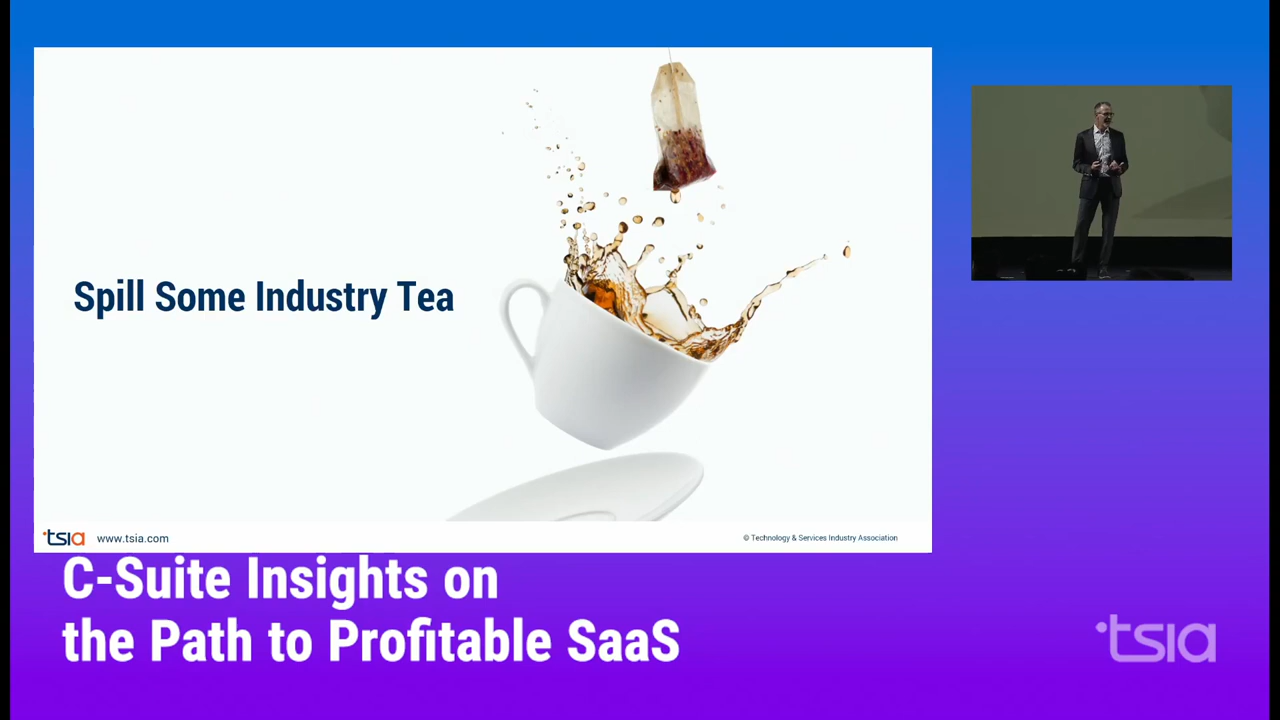 Spill Some Industry Tea
tsia www.tsia.com
© Technology & Services Industry Association
C-Suite Insights on
the Path to Profitable SaaS
tsia